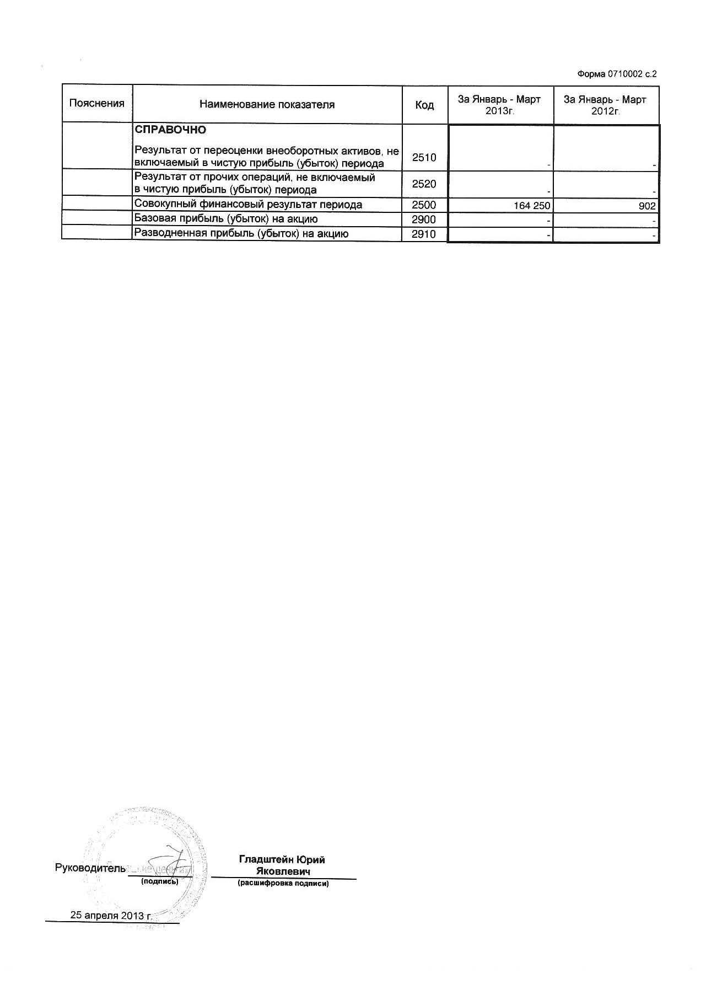 Форма 0710002 с.2
Пояснения Наименование показателя Код За Январь - Март 2013г. За Январь - Март 2012г.
СПРАВОЧНО
Результат от переоценки внеоборотных активов, не
включаемый в чистую прибыль (убыток) периода 2510 - -
Результат от прочих операций, не включаемый
в чистую прибыль (убыток) периода 2520 - -
Совокупный финансовый результат периода 2500 164 250 902
Базовая прибыль (убыток) на акцию 2900 - -
Разводненная прибыль (убыток) на акцию 2910 - -
Гладштейн Юрий
Руководитель Яковлевич
(подпись) (расшифровка подписи)
25 апреля 2013 г.